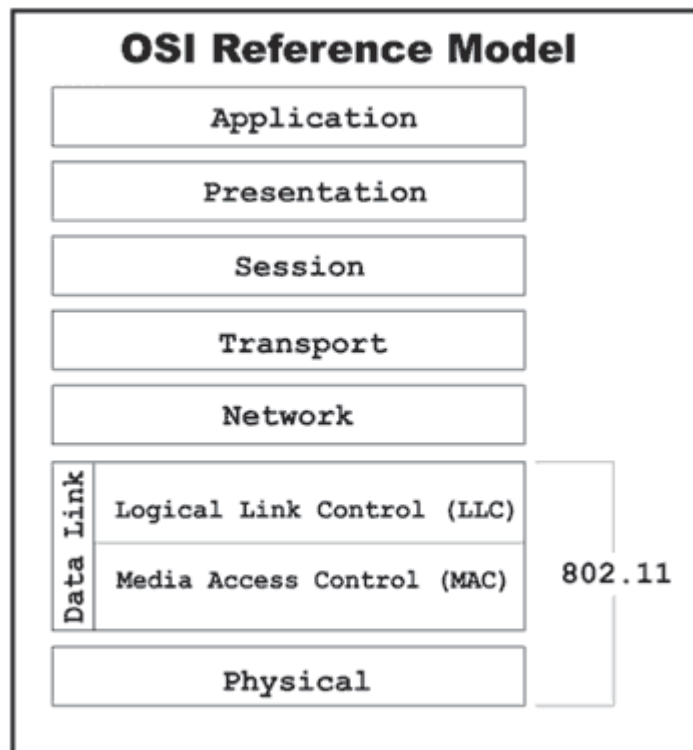 OSI Reference Model
Application
Presentation
Session
Transport
Network
Data Link
Logical Link Control (LLC)
Media Access Control (MAC)
802.11
Physical